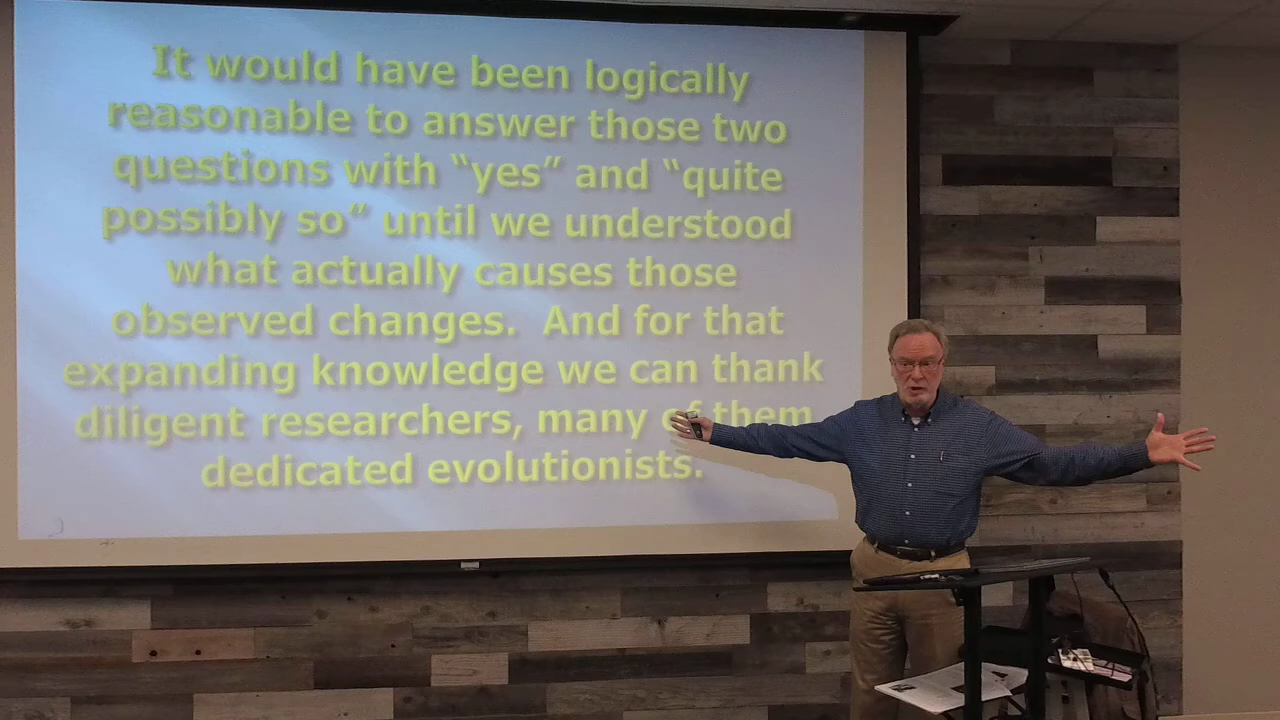 It would have been logically
reasonable to answer those two
questions with “yes” and “quite
possibly so” until we understood
what actually causes those
observed changes.  And for that
expanding knowledge we can thank
diligent researchers, many of them
dedicated evolutionists.